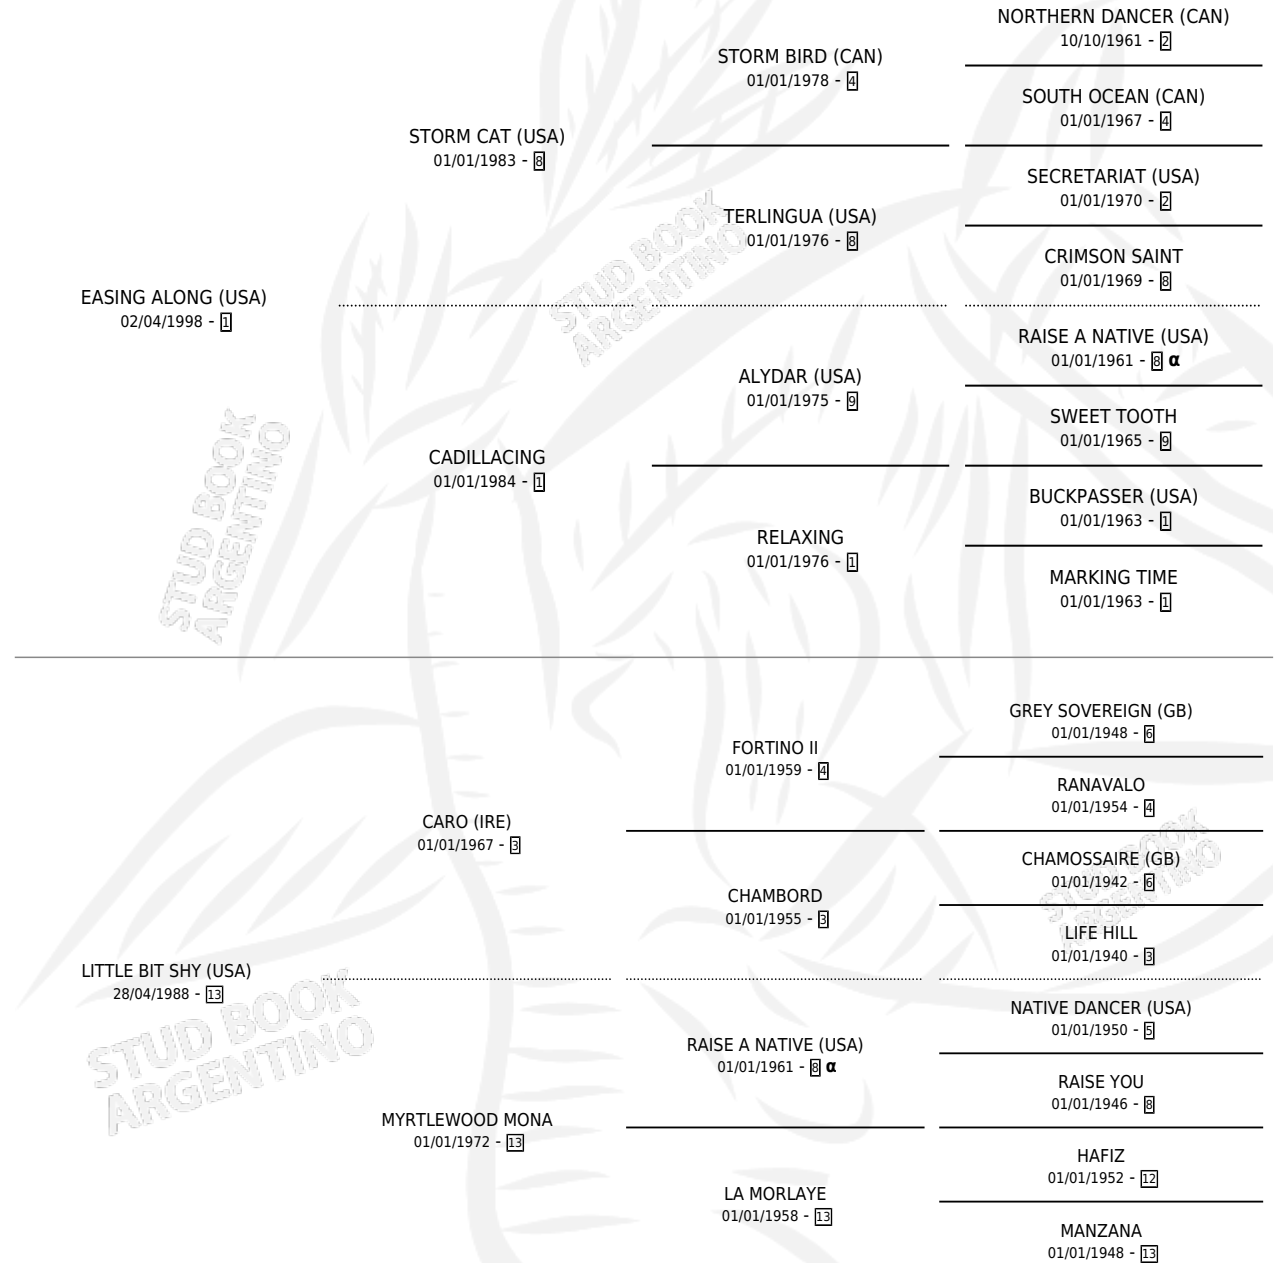 NORTHERN DANCER (CAN)
10/10/1961 - 2
STORM BIRD (CAN)
01/01/1978 - 4
SOUTH OCEAN (CAN)
01/01/1967 - 4
STORM CAT (USA)
01/01/1983 - 8
SECRETARIAT (USA)
01/01/1970 - 2
TERLINGUA (USA)
01/01/1976 - 8
CRIMSON SAINT
01/01/1969 - 8
EASING ALONG (USA)
02/04/1998 - 1
RAISE A NATIVE (USA)
01/01/1961 - 8 α
ALYDAR (USA)
01/01/1975 - 9
SWEET TOOTH
01/01/1965 - 9
CADILLACING
01/01/1984 - 1
BUCKPASSER (USA)
01/01/1963 - 1
RELAXING
01/01/1976 - 1
MARKING TIME
01/01/1963 - 1
GREY SOVEREIGN (GB)
01/01/1948 - 6
FORTINO II
01/01/1959 - 4
RANAVALO
01/01/1954 - 4
CARO (IRE)
01/01/1967 - 3
CHAMOSSAIRE (GB)
01/01/1942 - 6
CHAMBORD
01/01/1955 - 3
LIFE HILL
01/01/1940 - 3
LITTLE BIT SHY (USA)
28/04/1988 - 13
NATIVE DANCER (USA)
01/01/1950 - 5
RAISE A NATIVE (USA)
01/01/1961 - 8 α
RAISE YOU
01/01/1946 - 8
MYRTLEWOOD MONA
01/01/1972 - 13
HAFIZ
01/01/1952 - 12
LA MORLAYE
01/01/1958 - 13
MANZANA
01/01/1948 - 13
STUD BOOK
ARGENTINO
STUD BOOK
ARGENTINO
STUD BOOK
ARGENTINO
STUD BOOK
ARGENTINO